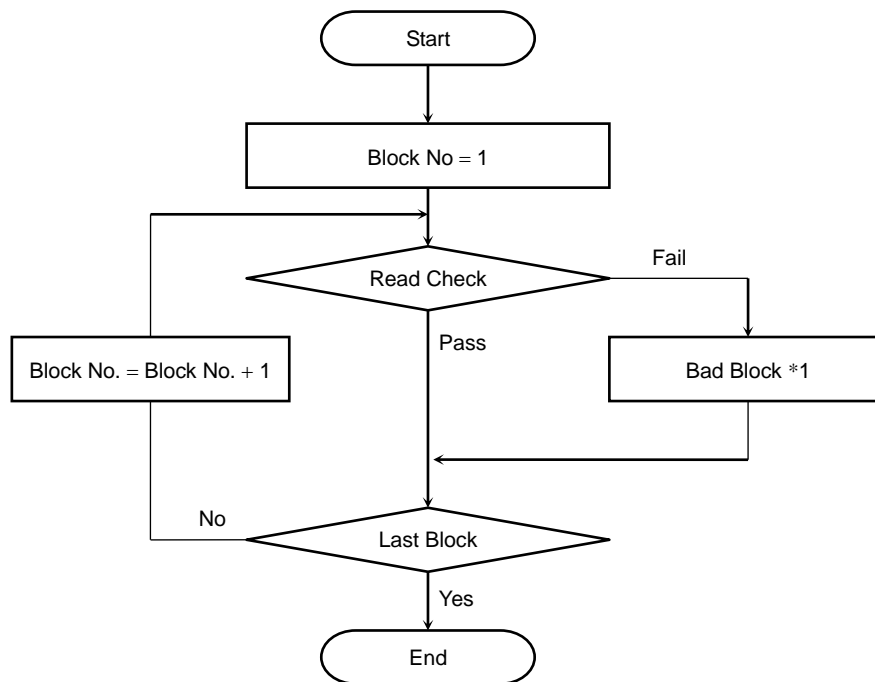 Start
Block No = 1
Read Check
Fail
Pass
Block No. = Block No. + 1
Bad Block *1
No
Last Block
Yes
End